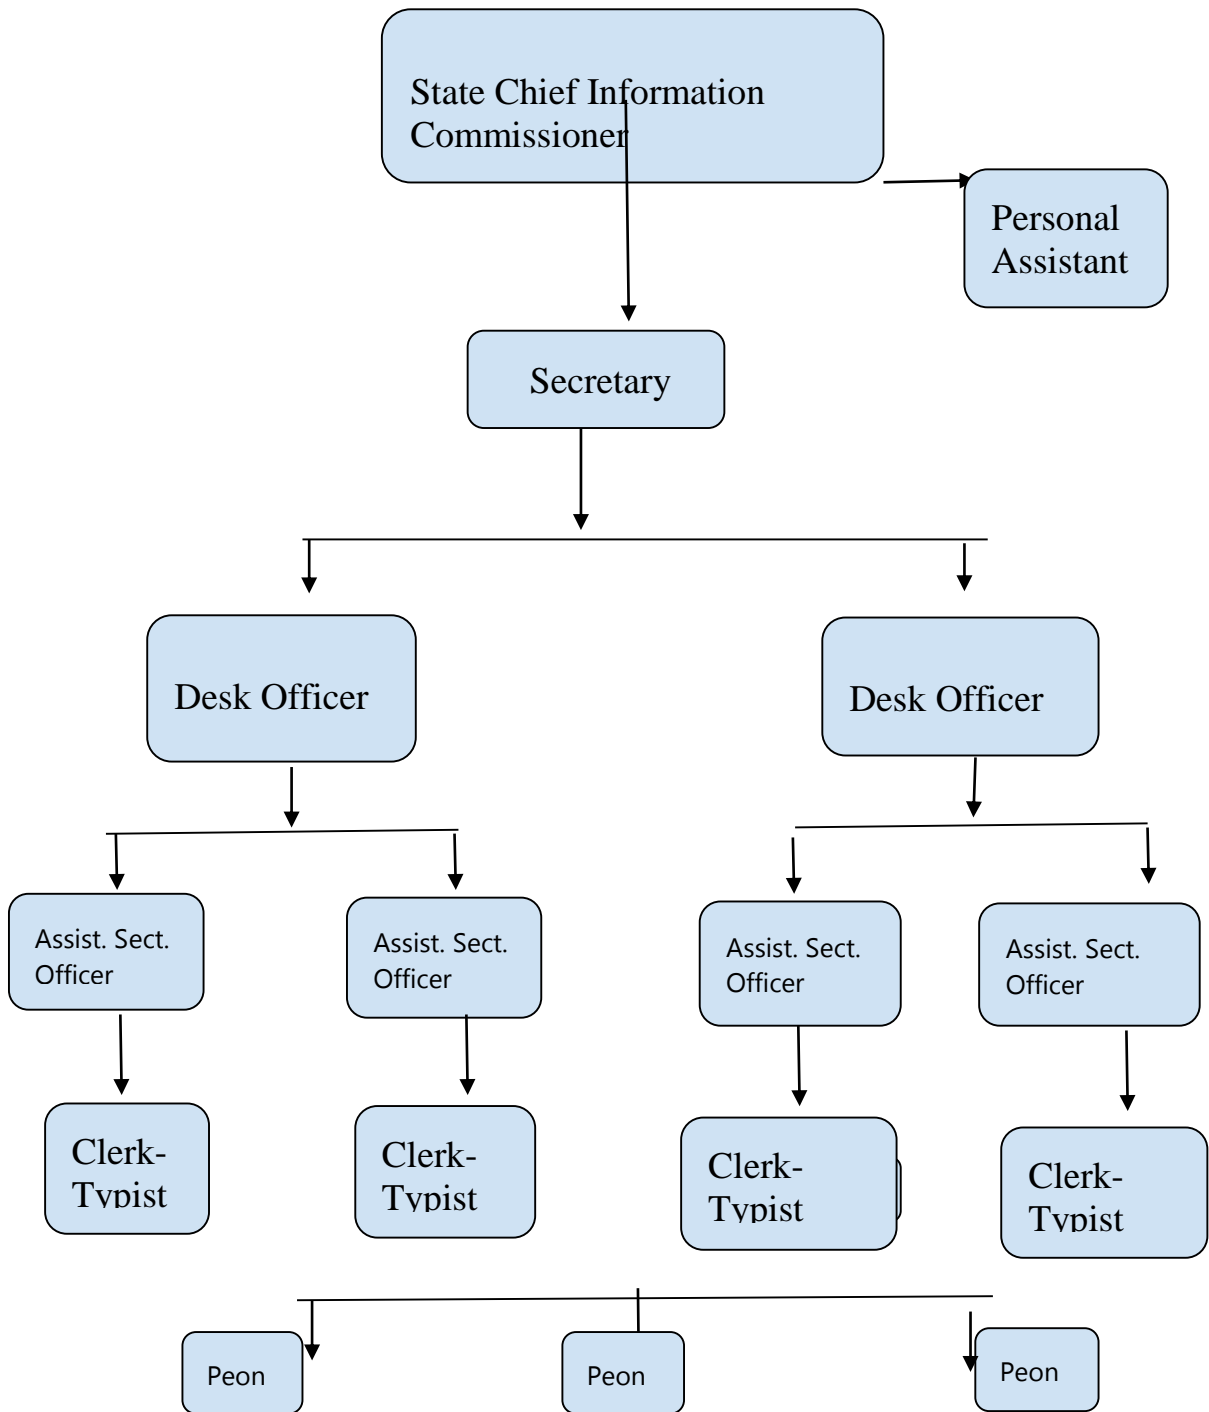 State Chief Information
Commissioner
Personal
Assistant
Secretary
Desk Officer
Desk Officer
Assist. Sect.
Officer
Assist. Sect.
Officer
Assist. Sect.
Officer
Assist. Sect.
Officer
Clerk-
Typist
Clerk-
Typist
Clerk-
Typist
Clerk-
Typist
Peon
Peon
Peon